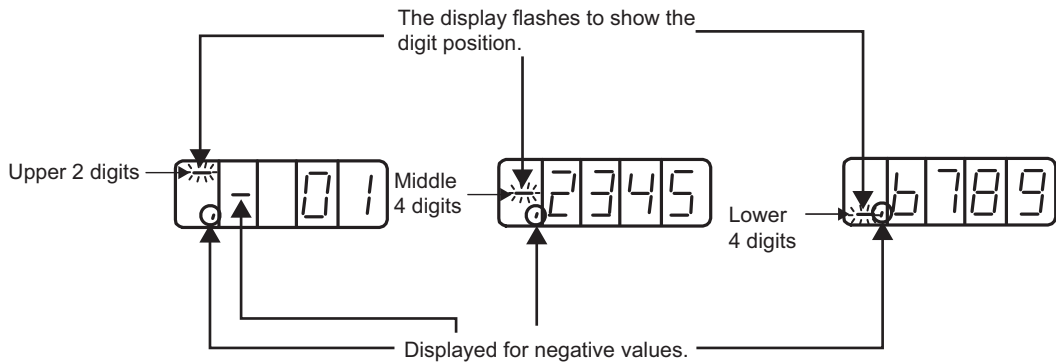 The display flashes to show the
digit position.
Upper 2 digits
- 01
Middle
4 digits
2345
Lower
4 digits
6789
Displayed for negative values.